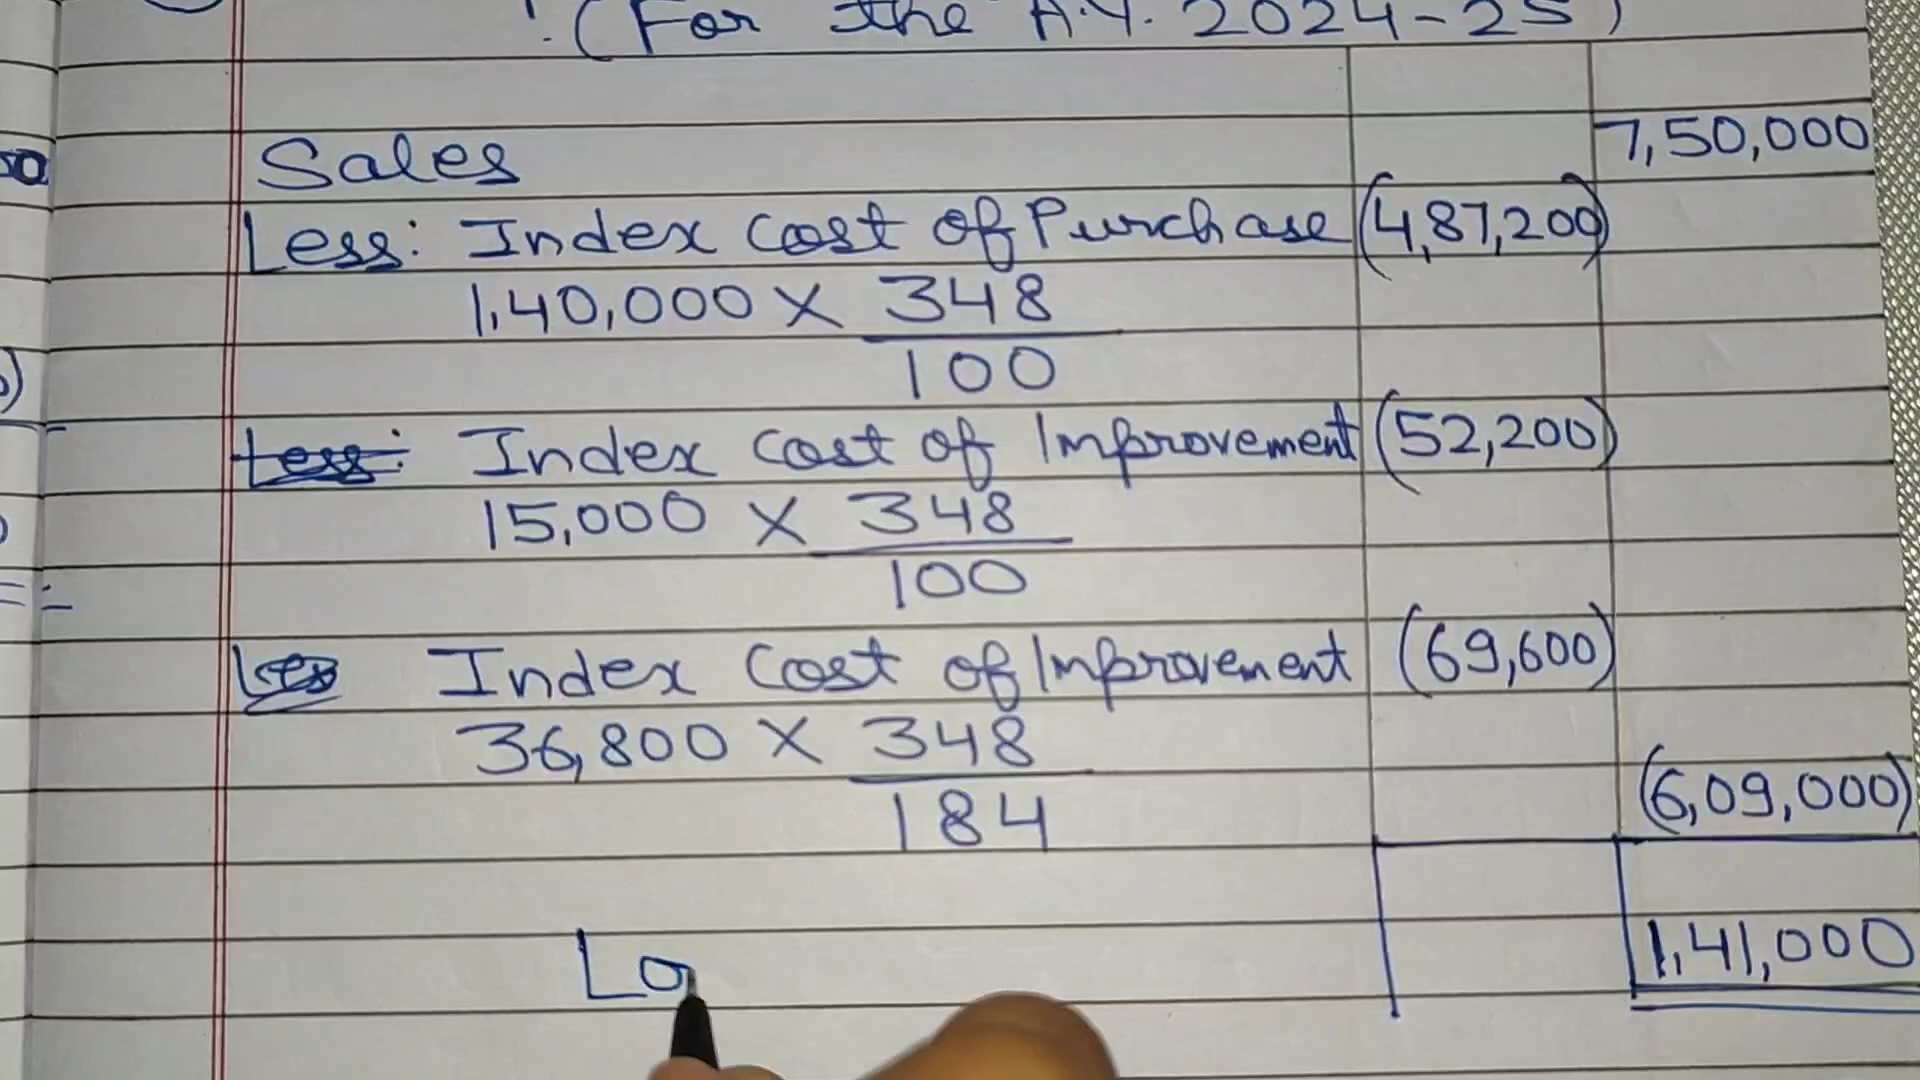 (For the A.Y. 2024-25)
Sales 7,50,000
Less: Index Cost of Purchase (4,87,200)
1,40,000 X 348
100
Less: Index Cost of Improvement (52,200)
15,000 X 348
100
Less Index Cost of Improvement (69,600)
36,800 X 348
184
(6,09,000)
1,41,000
Lo